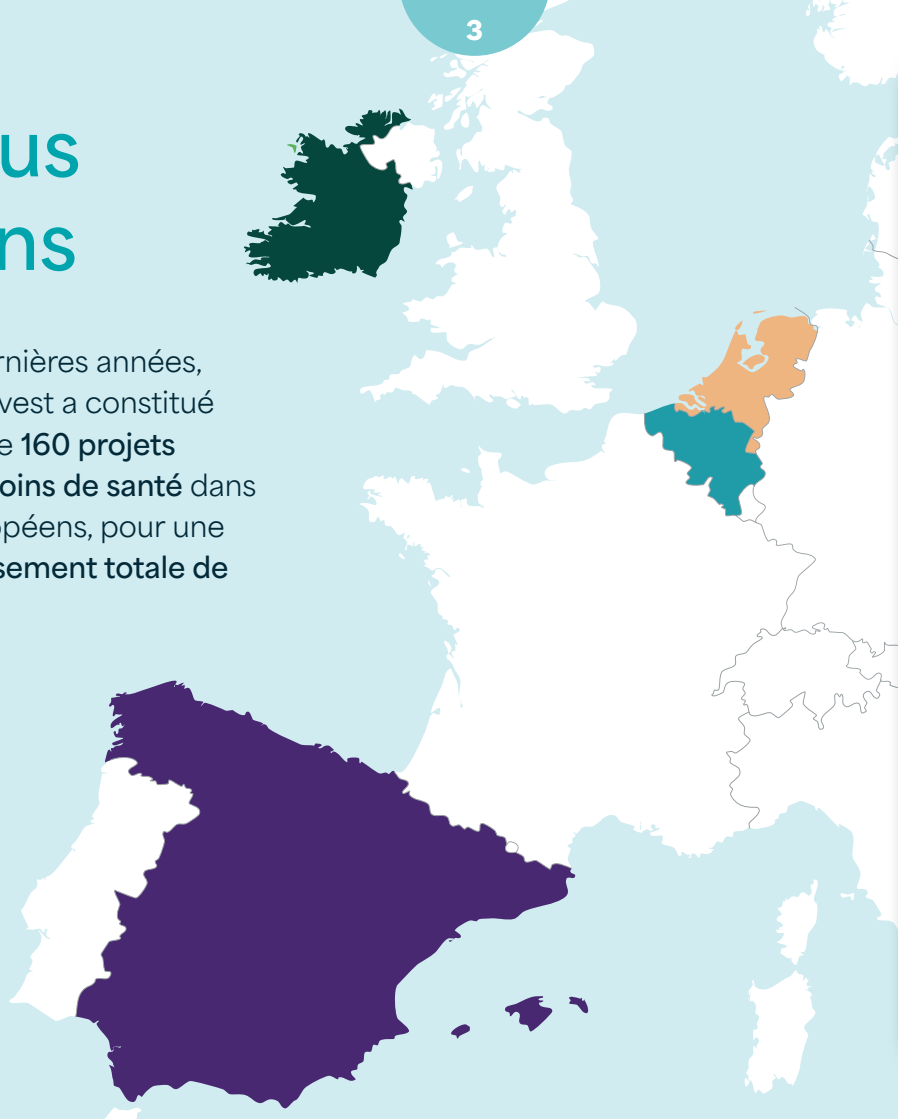 3
us
ns
rnières années,
vest a constitué
e 160 projets
oins de santé dans
péens, pour une
sement totale de